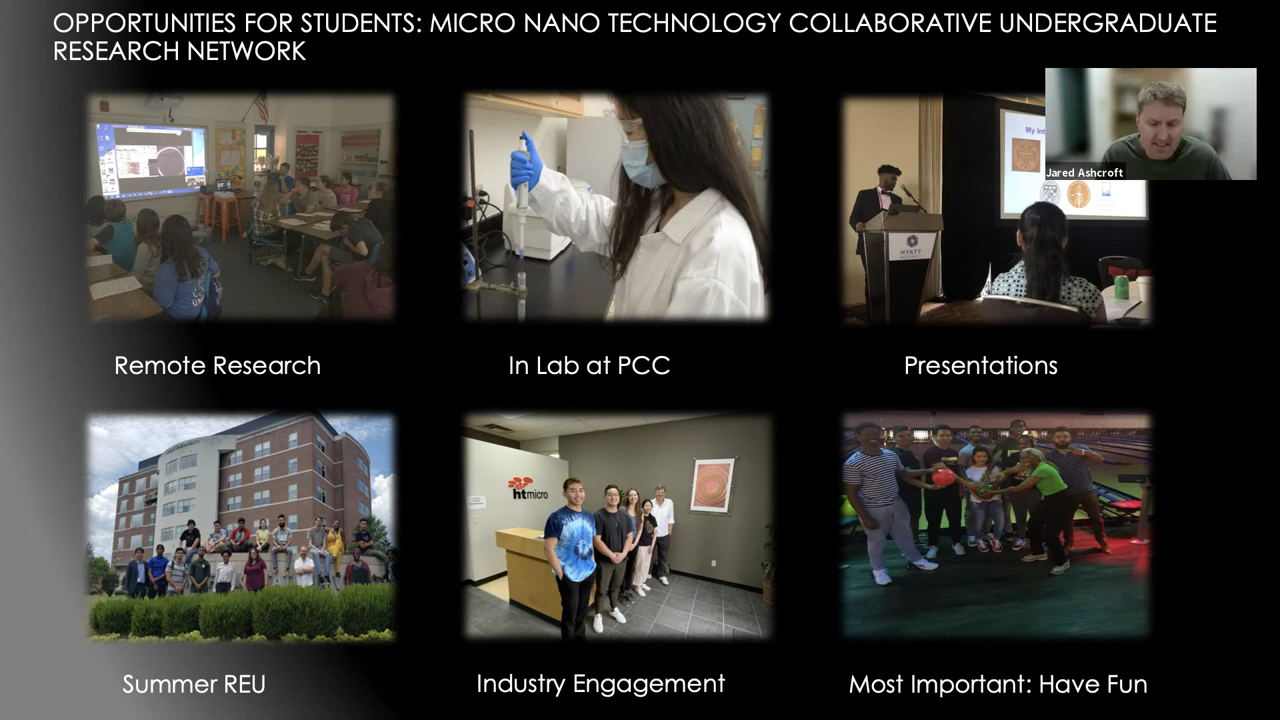 OPPORTUNITIES FOR STUDENTS: MICRO NANO TECHNOLOGY COLLABORATIVE UNDERGRADUATE
RESEARCH NETWORK
My Int
Jared Ashcroft
HYATT
Remote Research
In Lab at PCC
Presentations
htmicro
Summer REU
Industry Engagement
Most Important: Have Fun